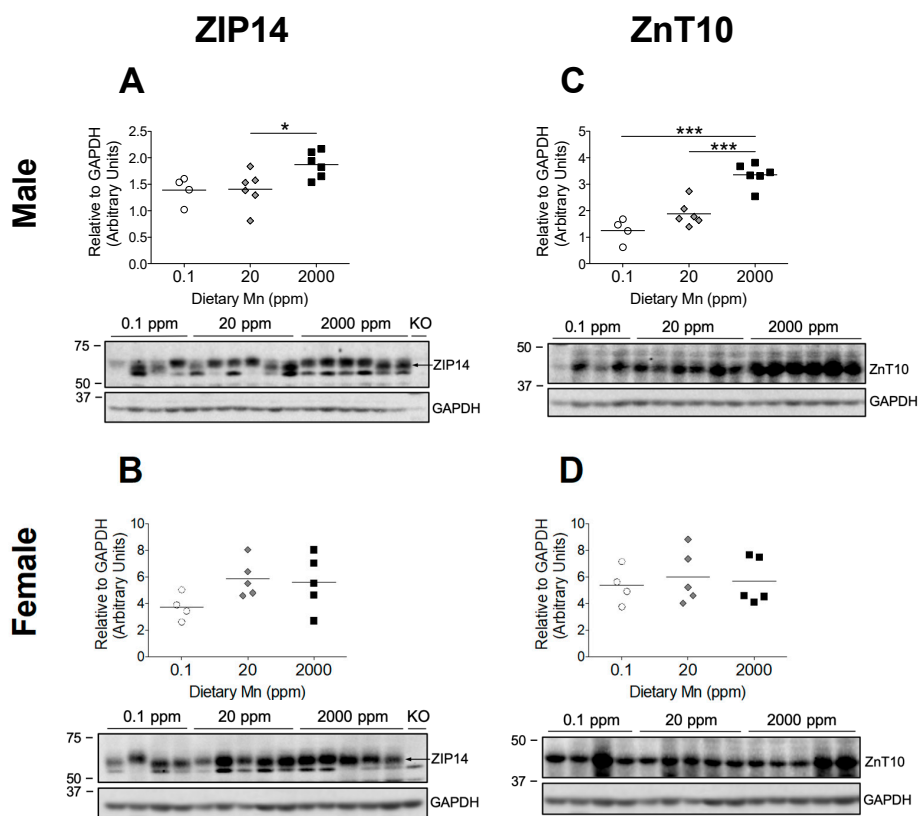 ZIP14
ZnT10
Male
A
Relative to GAPDH
(Arbitrary Units)
2.5
2.0
1.5
1.0
0.5
0.0
*
0.1 20 2000
Dietary Mn (ppm)
0.1 ppm 20 ppm 2000 ppm KO
75
50
37
ZIP14
GAPDH
C
Relative to GAPDH
(Arbitrary Units)
5
4
3
2
1
0
***
***
0.1 20 2000
Dietary Mn (ppm)
0.1 ppm 20 ppm 2000 ppm
50
37
ZnT10
GAPDH
Female
B
Relative to GAPDH
(Arbitrary Units)
10
8
6
4
2
0
0.1 20 2000
Dietary Mn (ppm)
0.1 ppm 20 ppm 2000 ppm KO
75
50
37
ZIP14
GAPDH
D
Relative to GAPDH
(Arbitrary Units)
10
8
6
4
2
0
0.1 20 2000
Dietary Mn (ppm)
0.1 ppm 20 ppm 2000 ppm
50
37
ZnT10
GAPDH